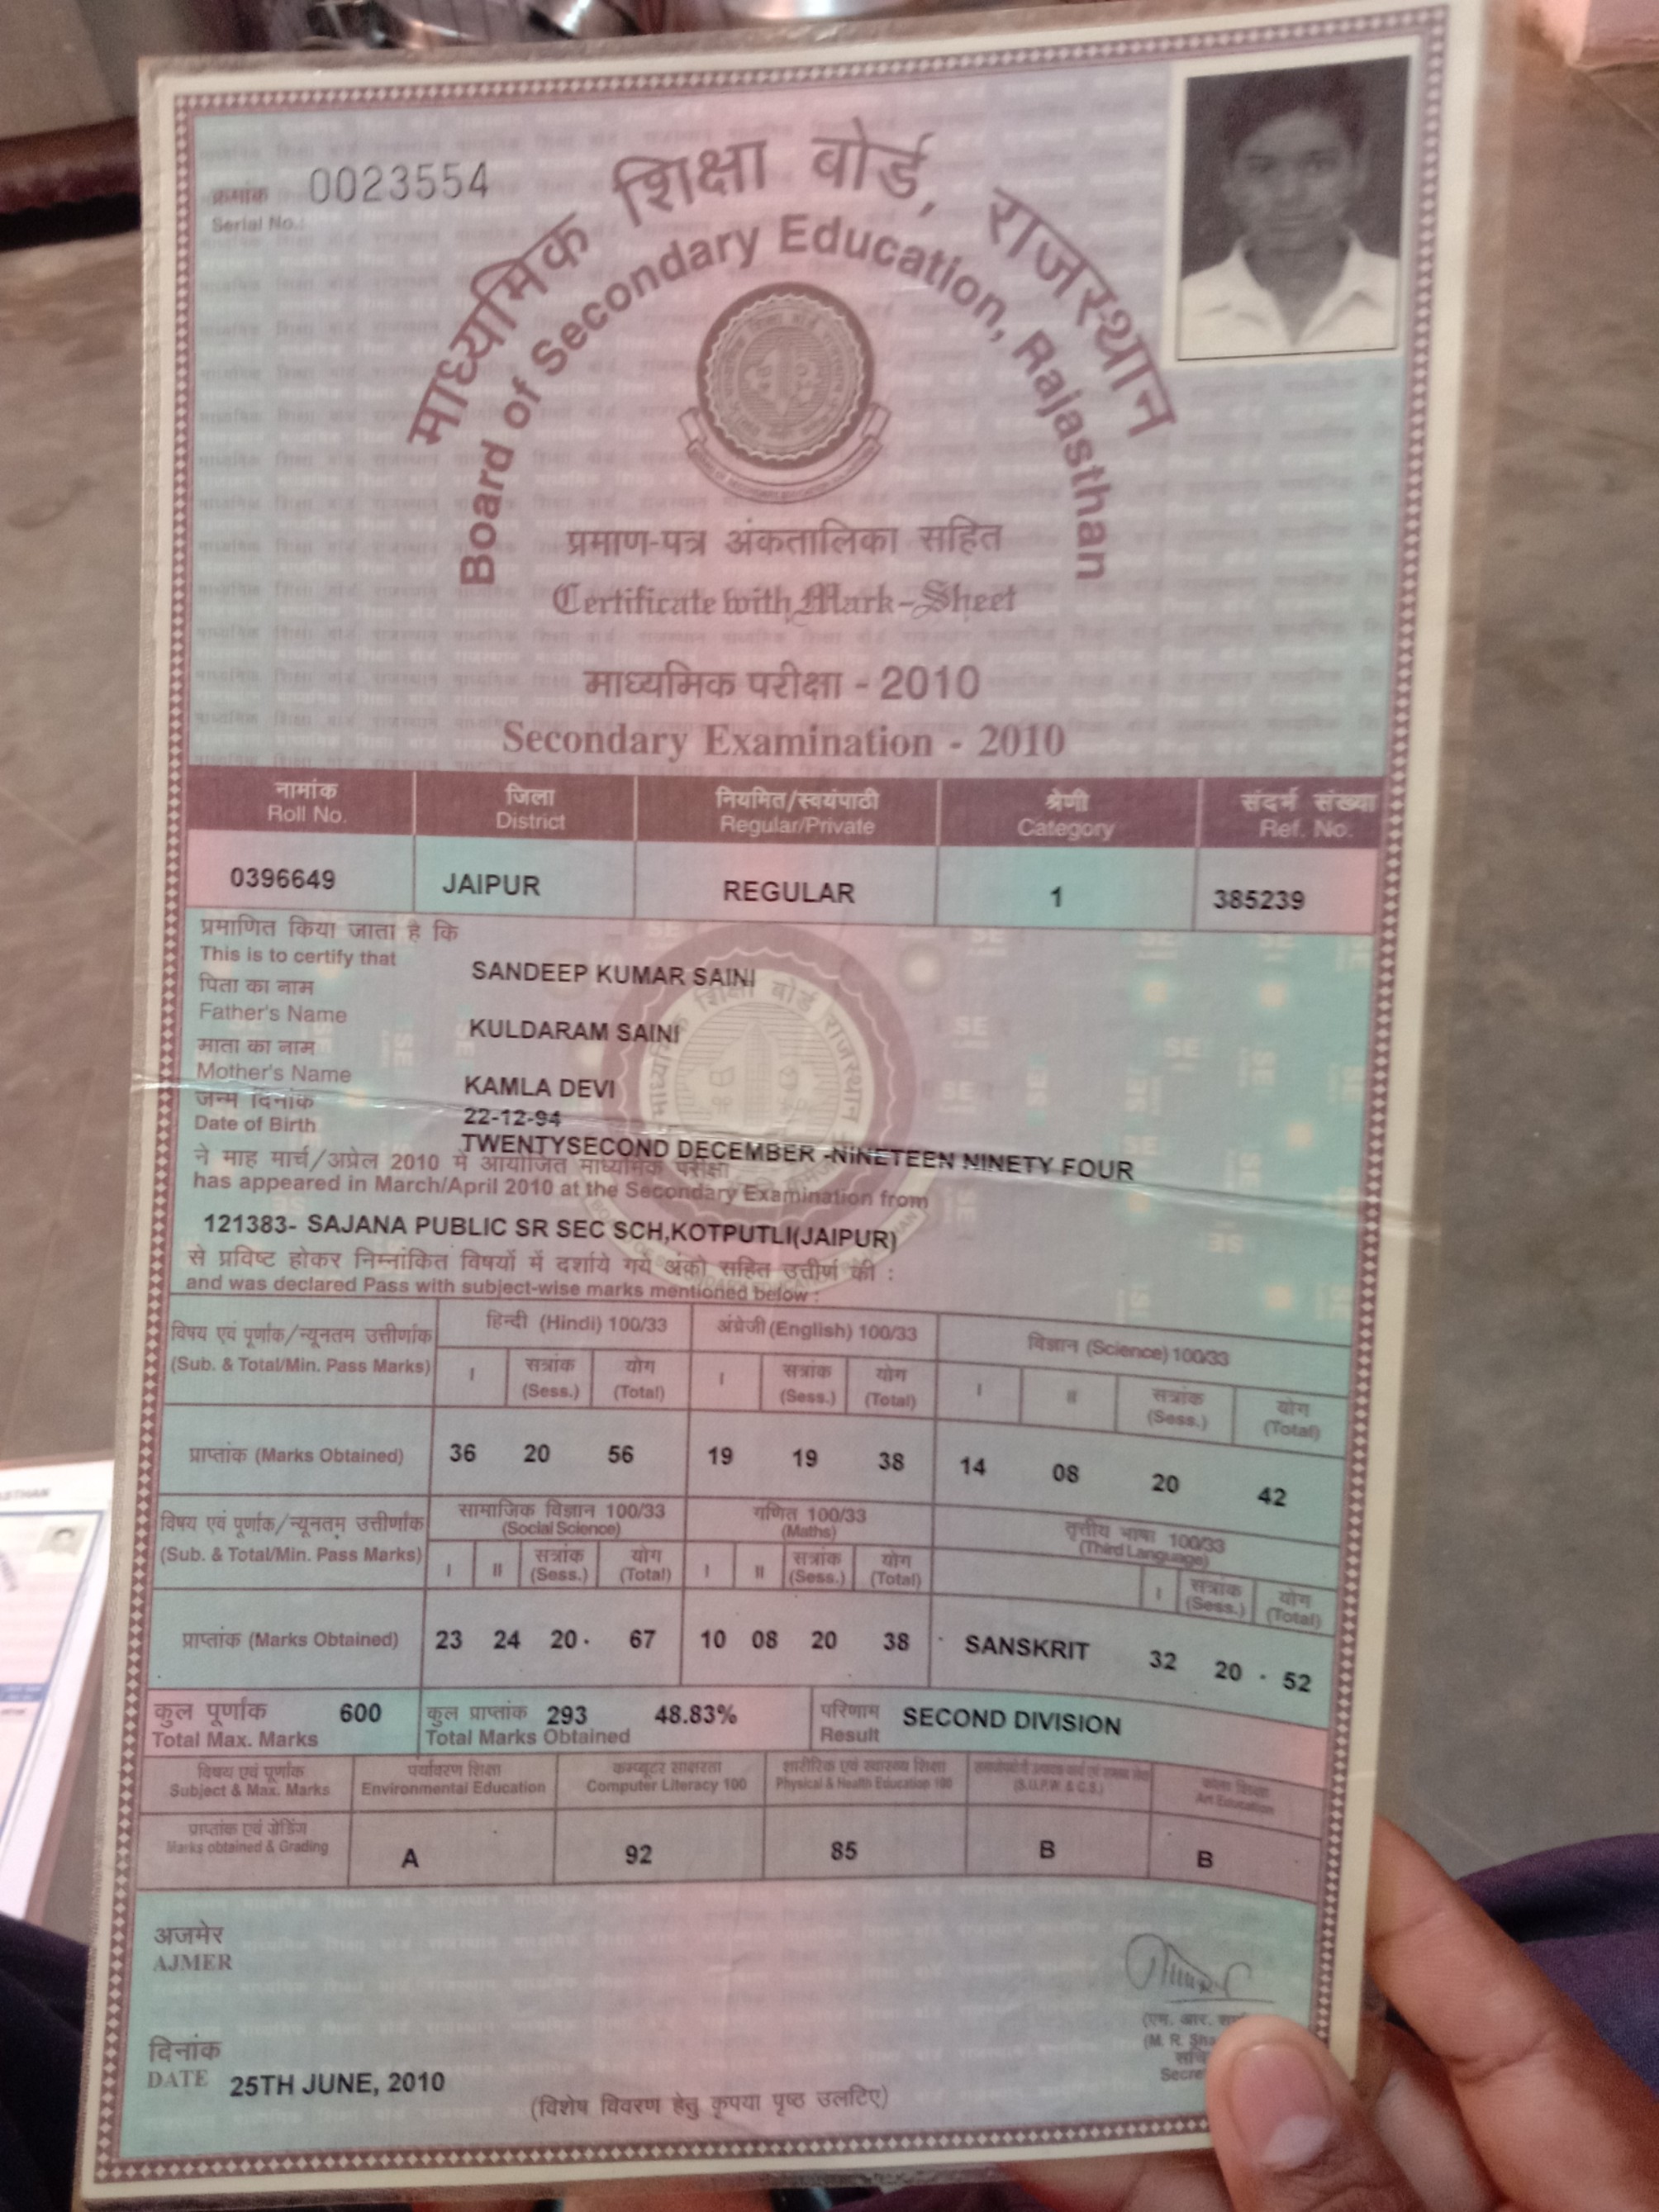 क्रमांक 0023554
Serial No.:
माध्यमिक शिक्षा बोर्ड, राजस्थान
Board of Secondary Education, Rajasthan
प्रमाण-पत्र अंकतालिका सहित
Certificate with Mark-Sheet
माध्यमिक परीक्षा - 2010
Secondary Examination - 2010
नामांक जिला नियमित/स्वयंपाठी श्रेणी संदर्भ संख्या
Roll No. District Regular/Private Category Ref. No.
0396649 JAIPUR REGULAR 1 385239
प्रमाणित किया जाता है कि
This is to certify that SANDEEP KUMAR SAINI
पिता का नाम
Father's Name KULDARAM SAINI
माता का नाम
Mother's Name KAMLA DEVI
जन्म दिनांक 22-12-94
Date of Birth TWENTYSECOND DECEMBER -NINETEEN NINETY FOUR
ने माह मार्च/अप्रेल 2010 में आयोजित माध्यमिक परीक्षा
has appeared in March/April 2010 at the Secondary Examination from
121383- SAJANA PUBLIC SR SEC SCH,KOTPUTLI(JAIPUR)
से प्रविष्ट होकर निम्नांकित विषयों में दर्शाये गये अंको सहित उत्तीर्ण की :
and was declared Pass with subject-wise marks mentioned below :
विषय एवं पूर्णांक/न्यूनतम उत्तीर्णांक हिन्दी (Hindi) 100/33 अंग्रेजी (English) 100/33 विज्ञान (Science) 100/33
(Sub. & Total/Min. Pass Marks) I सत्रांक योग I सत्रांक योग I II सत्रांक योग
(Sess.) (Total) (Sess.) (Total) (Sess.) (Total)
प्राप्तांक (Marks Obtained) 36 20 56 19 19 38 14 08 20 42
विषय एवं पूर्णांक/न्यूनतम उत्तीर्णांक सामाजिक विज्ञान 100/33 गणित 100/33 तृतीय भाषा 100/33
(Social Science) (Maths) (Third Language)
(Sub. & Total/Min. Pass Marks) I II सत्रांक योग I II सत्रांक योग I सत्रांक योग
(Sess.) (Total) (Sess.) (Total) (Sess.) (Total)
प्राप्तांक (Marks Obtained) 23 24 20 67 10 08 20 38 SANSKRIT 32 20 52
कुल पूर्णांक 600 कुल प्राप्तांक 293 48.83% परिणाम SECOND DIVISION
Total Max. Marks Total Marks Obtained Result
विषय एवं पूर्णांक पर्यावरण शिक्षा कम्प्यूटर साक्षरता शारीरिक एवं स्वास्थ्य शिक्षा कला शिक्षा
Subject & Max. Marks Environmental Education Computer Literacy 100 Physical & Health Education 100 (S.U.P.W. & C.S.) Art Education
प्राप्तांक एवं ग्रेडिंग
Marks obtained & Grading A 92 85 B B
अजमेर
AJMER
(एन. आर.
(M. R. Sha
दिनांक
DATE 25TH JUNE, 2010
(विशेष विवरण हेतु कृपया पृष्ठ उलटिए)